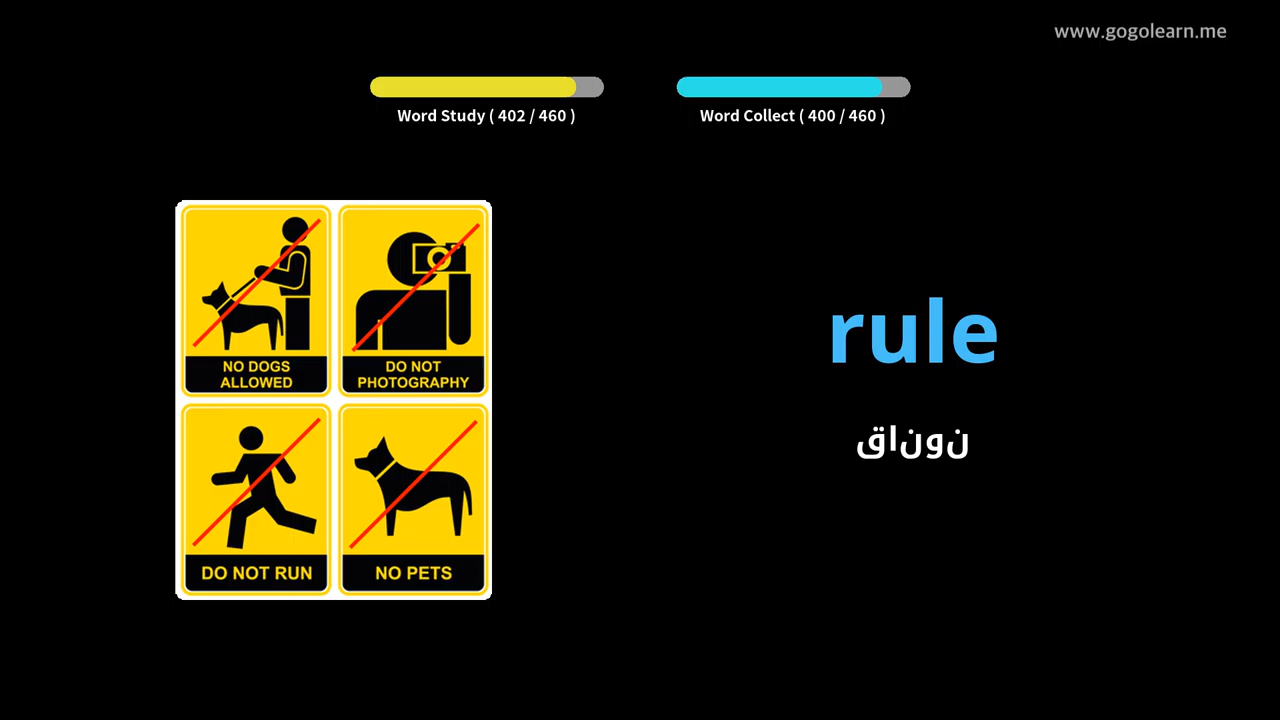 www.gogolearn.me
Word Study ( 402 / 460 )
Word Collect ( 400 / 460 )
NO DOGS
ALLOWED
DO NOT
PHOTOGRAPHY
DO NOT RUN
NO PETS
rule
نوناق